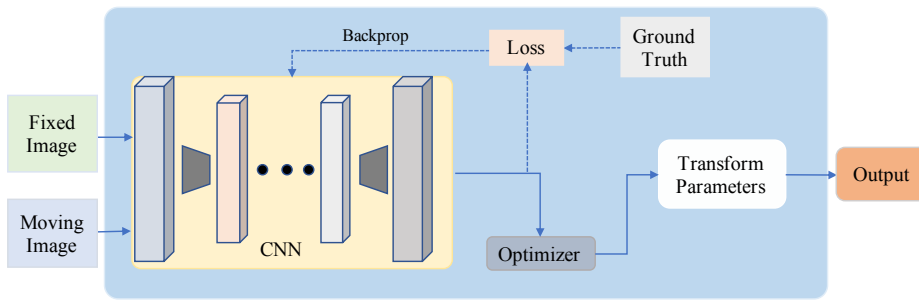 Backprop
Loss
Ground
Truth
Fixed
Image
Moving
Image
CNN
Optimizer
Transform
Parameters
Output